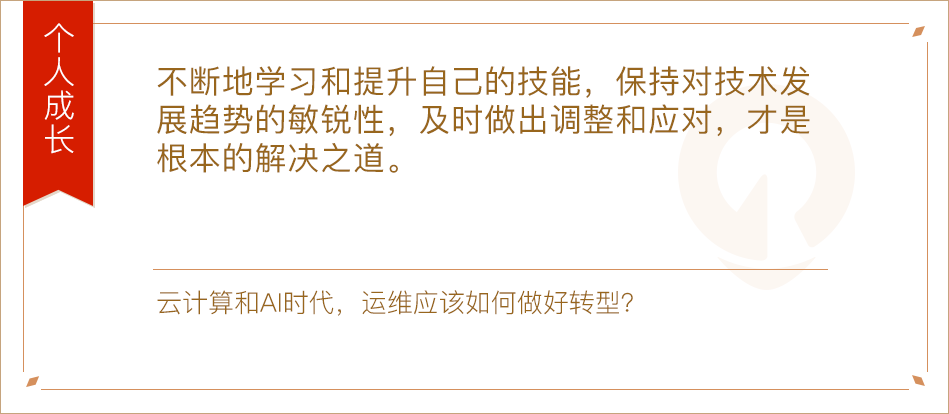 个人成长
不断地学习和提升自己的技能，保持对技术发
展趋势的敏锐性，及时做出调整和应对，才是
根本的解决之道。
云计算和AI时代，运维应该如何做好转型？